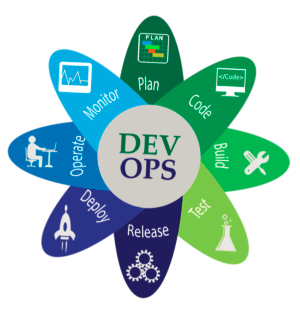 PLAN
Plan
</Code>
Code
Build
Test
Release
Deploy
Operate
Monitor
DEV
OPS